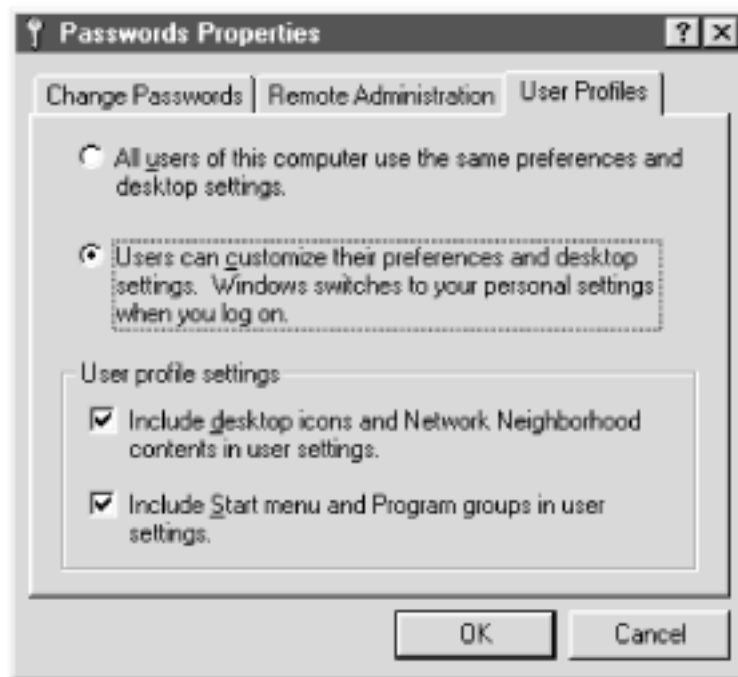 Passwords Properties
Change Passwords Remote Administration User Profiles
All users of this computer use the same preferences and
desktop settings.
Users can customize their preferences and desktop
settings. Windows switches to your personal settings
when you log on.
User profile settings
Include desktop icons and Network Neighborhood
contents in user settings.
Include Start menu and Program groups in user
settings.
OK Cancel